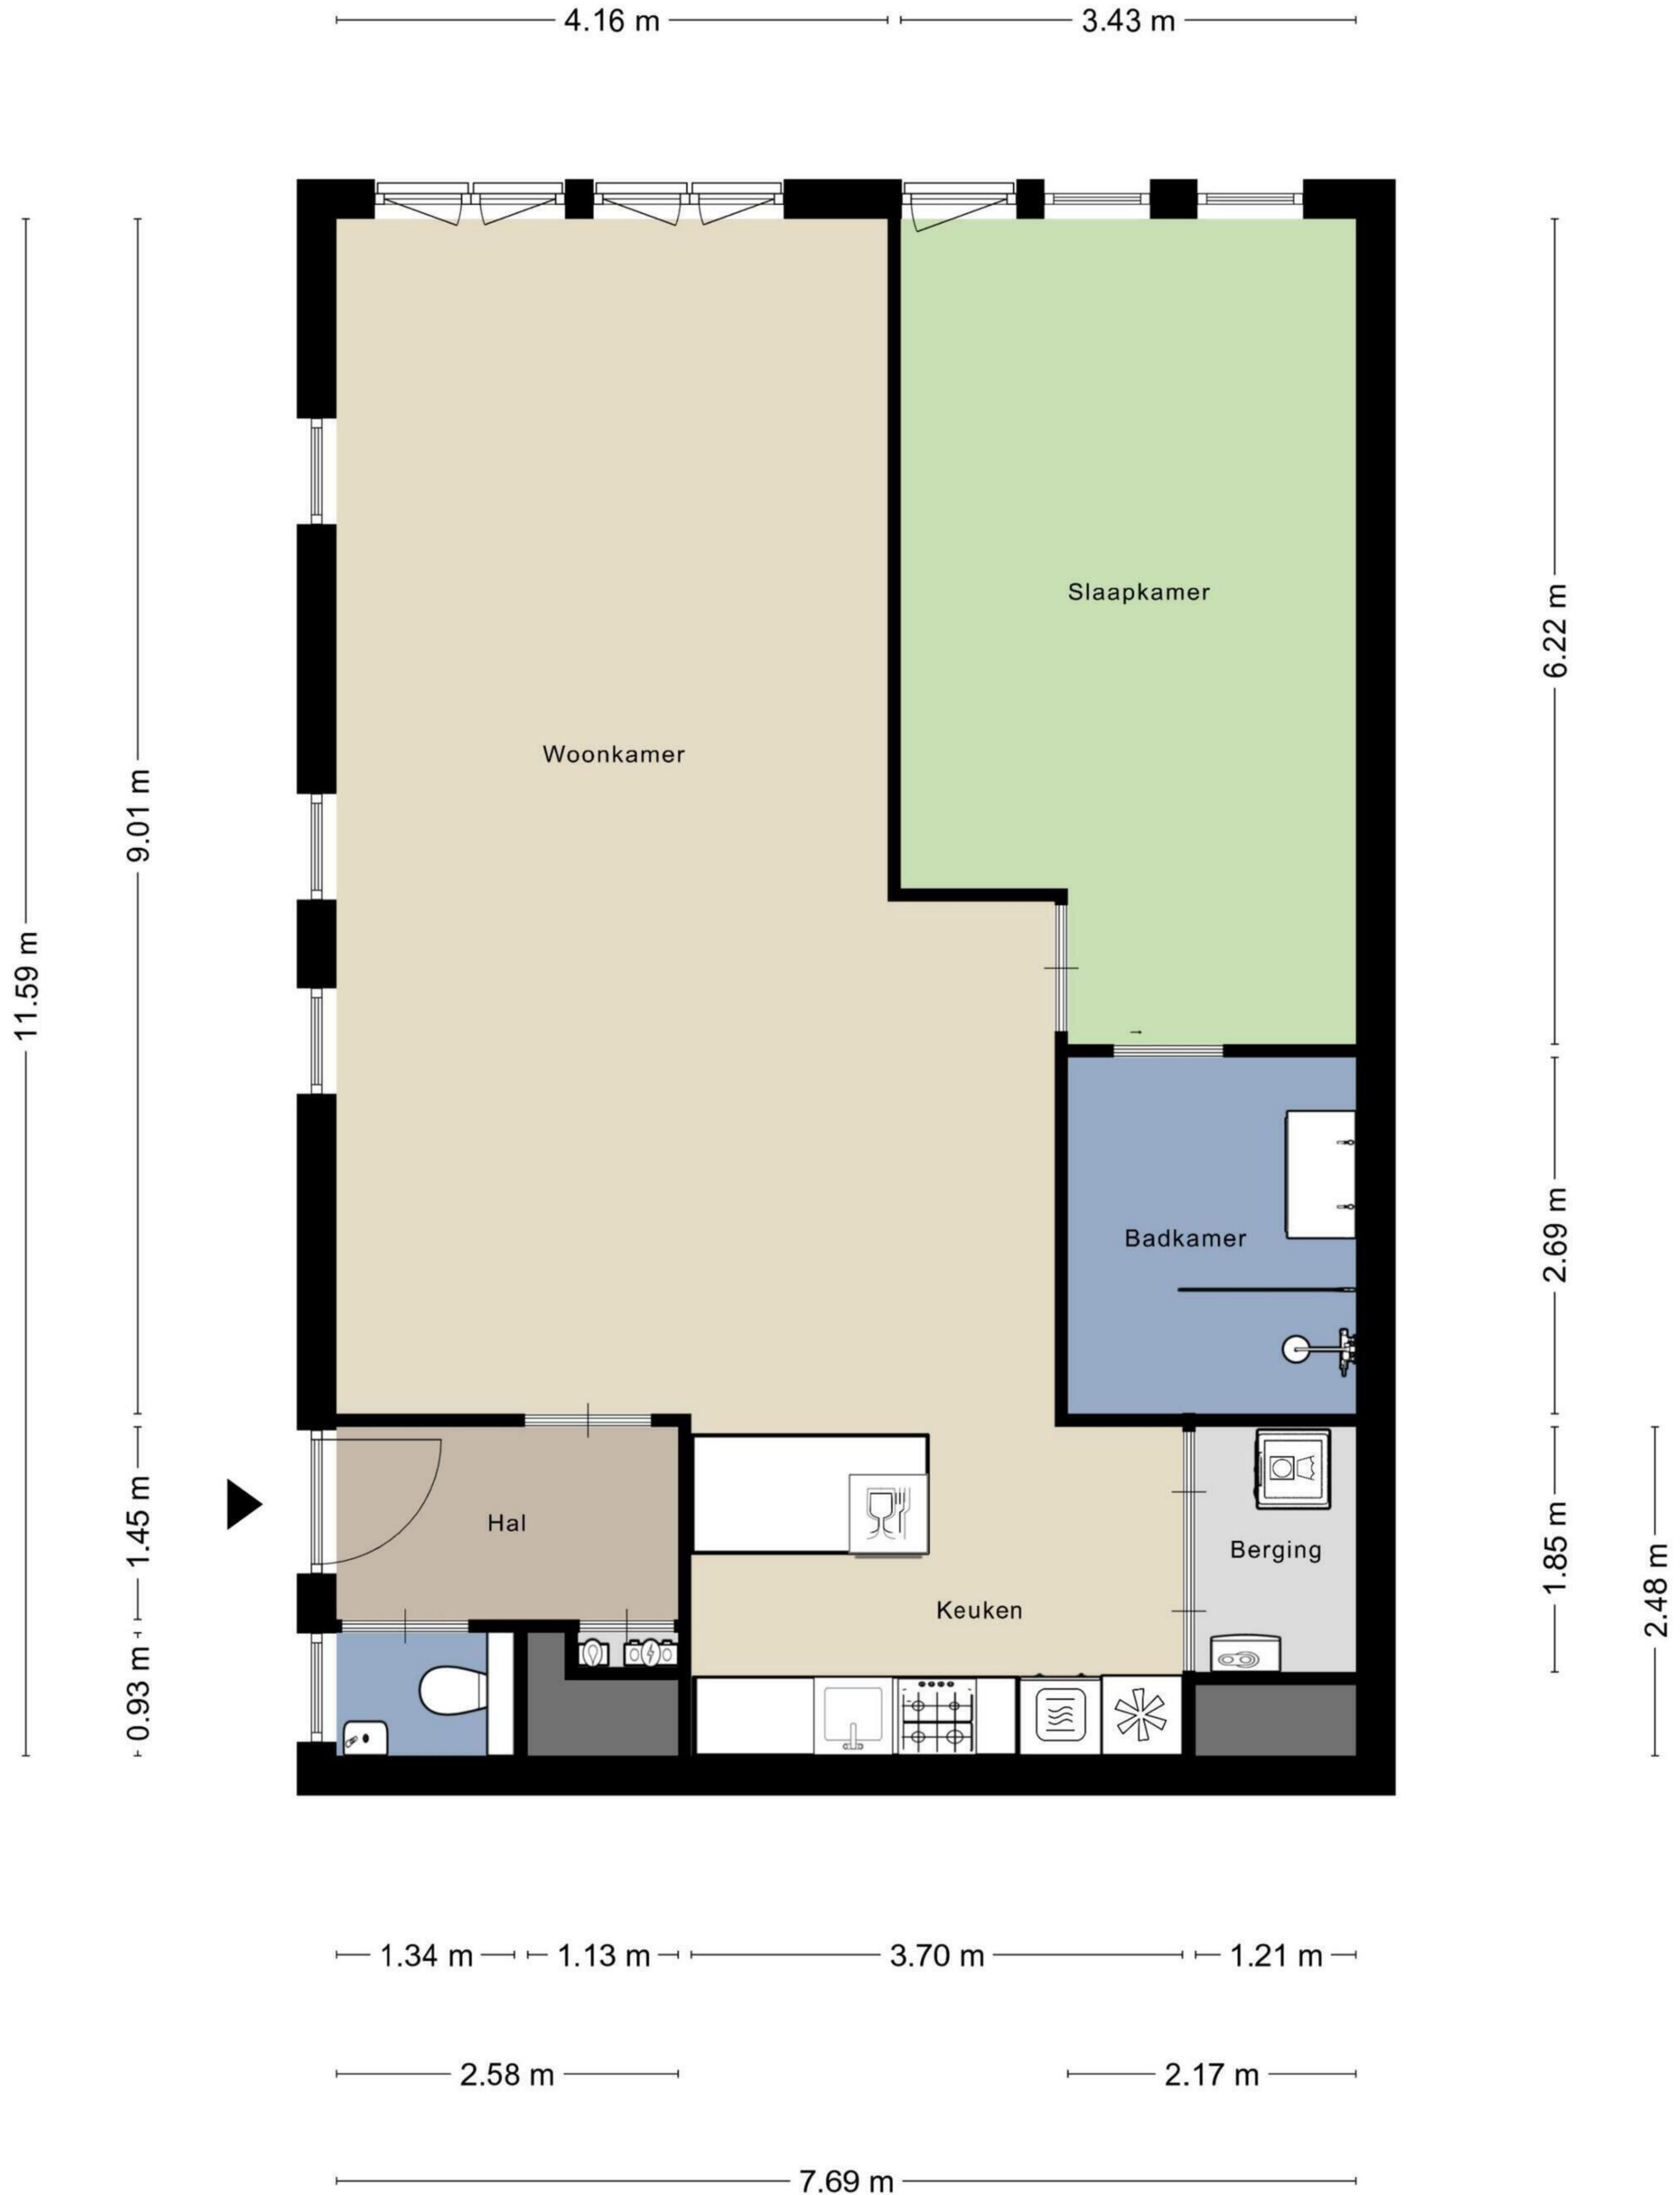 4.16 m
3.43 m
11.59 m
9.01 m
1.45 m
0.93 m
6.22 m
2.69 m
1.85 m
2.48 m
Slaapkamer
Woonkamer
Badkamer
Hal
Berging
Keuken
1.34 m
1.13 m
3.70 m
1.21 m
2.58 m
2.17 m
7.69 m